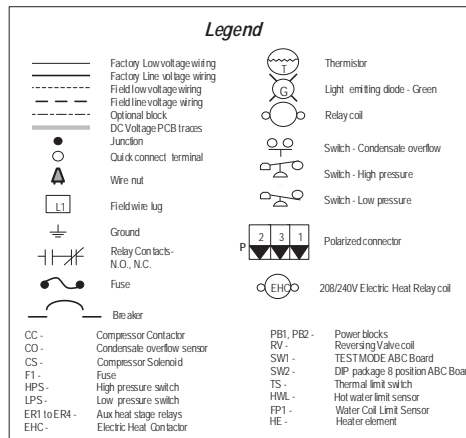 Legend
Factory Low voltage wiring
Factory Line voltage wiring
Field low voltage wiring
Field line voltage wiring
Optional block
DC Voltage PCB traces
Junction
Quick connect terminal
Wire nut
L1 Field wire lug
Ground
Relay Contacts-
N.O., N.C.
Fuse
Breaker
T Thermistor
G Light emitting diode - Green
Relay coil
Switch - Condensate overflow
Switch - High pressure
Switch - Low pressure
P 2 3 1 Polarized connector
EHC 208/240V Electric Heat Relay coil
CC - Compressor Contactor
CO - Condensate overflow sensor
CS - Compressor Solenoid
F1 - Fuse
HPS - High pressure switch
LPS - Low pressure switch
ER1 to ER4 - Aux heat stage relays
EHC - Electric Heat Contactor
PB1, PB2 - Power blocks
RV - Reversing Valve coil
SW1 - TEST MODE ABC Board
SW2 - DIP package 8 position ABC Boa
TS - Thermal limit switch
HWL - Hot water limit sensor
FP1 - Water Coil Limit Sensor
HE - Heater element